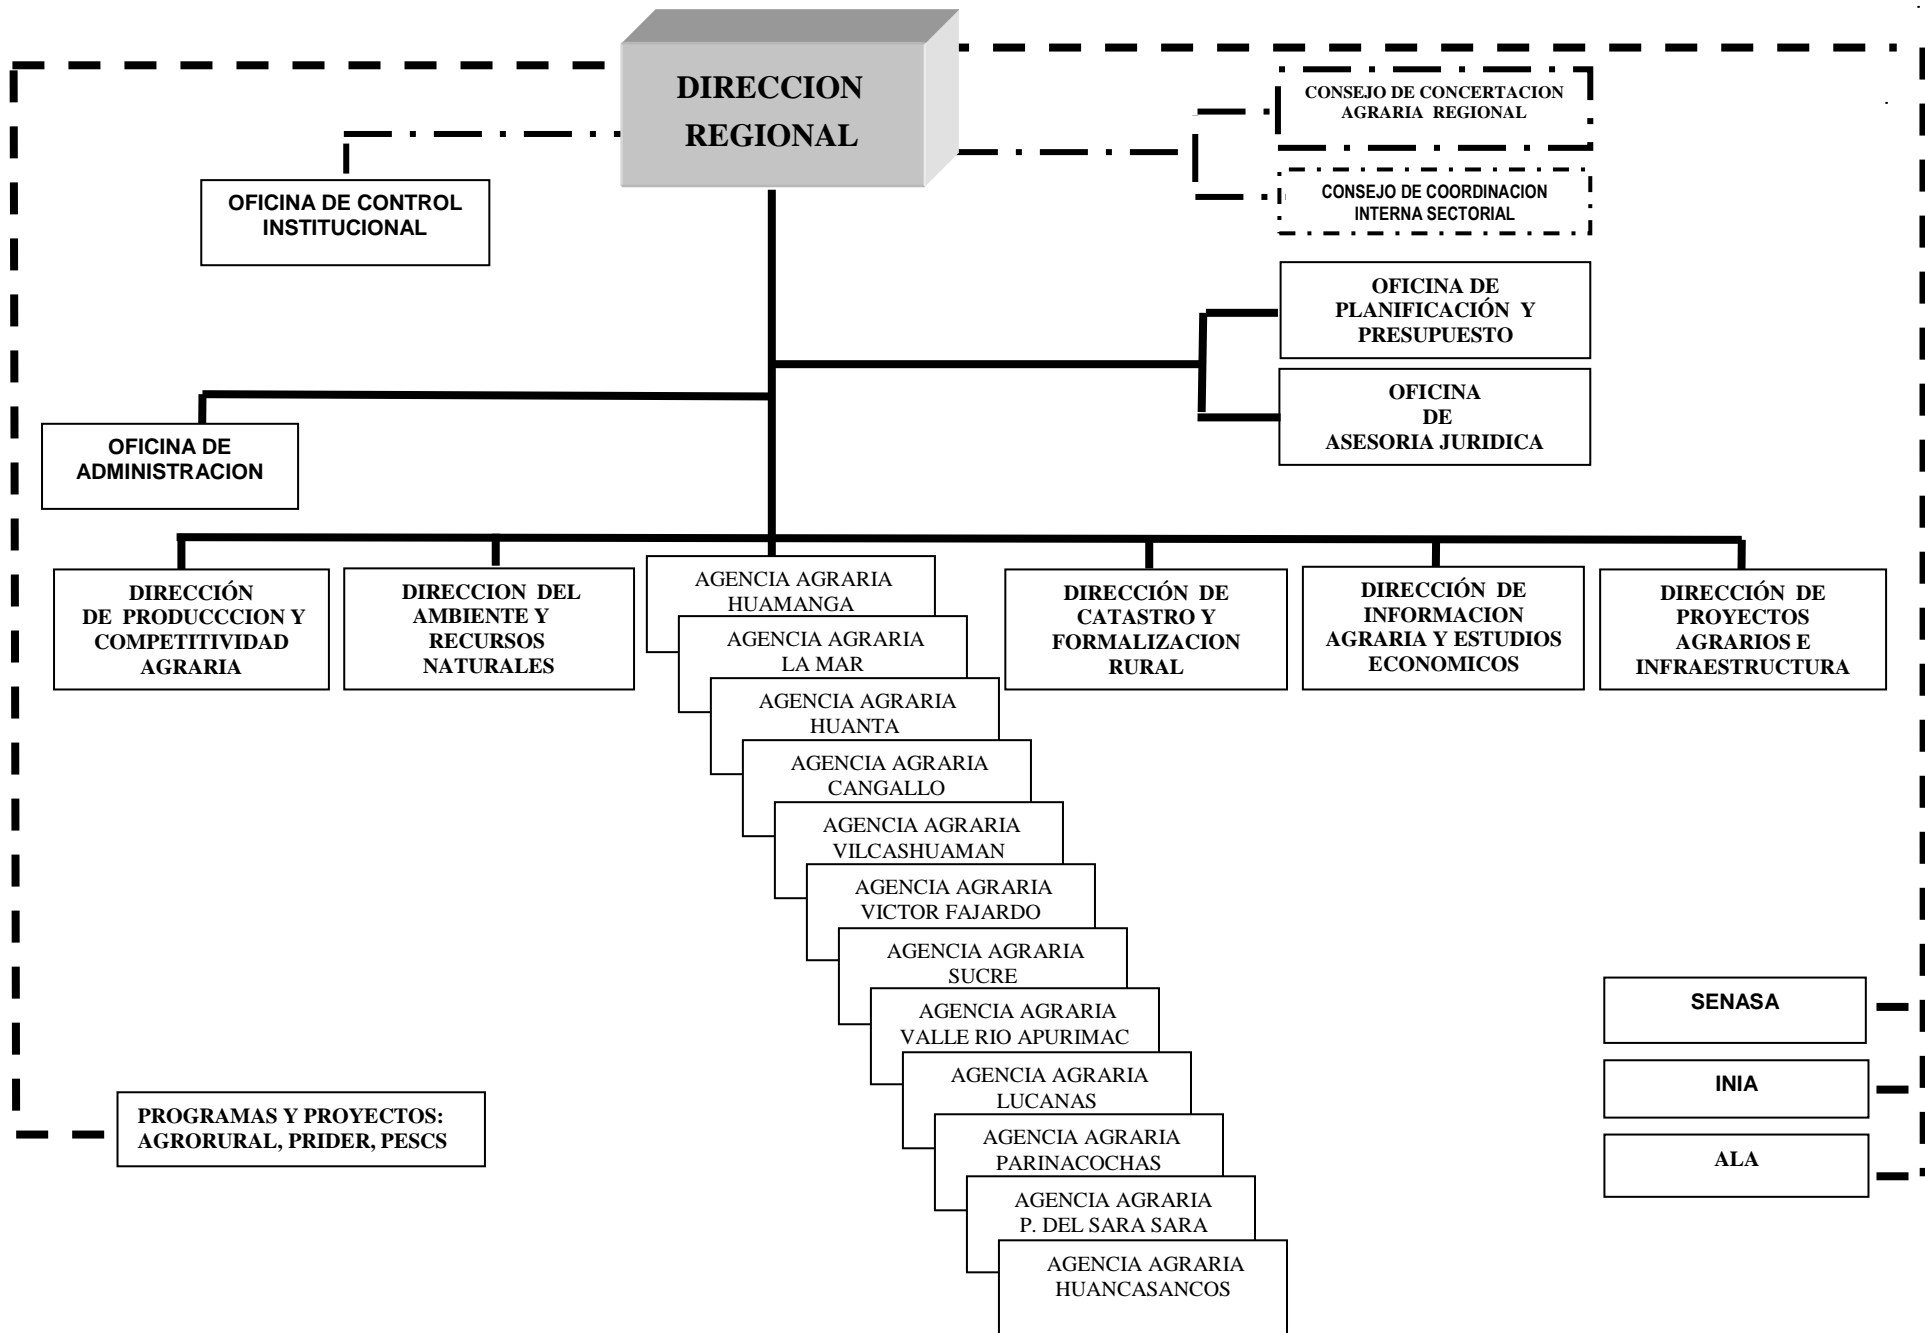 DIRECCION
REGIONAL
CONSEJO DE CONCERTACION
AGRARIA REGIONAL
CONSEJO DE COORDINACION
INTERNA SECTORIAL
OFICINA DE CONTROL
INSTITUCIONAL
OFICINA DE
PLANIFICACIÓN Y
PRESUPUESTO
OFICINA
DE
ASESORIA JURIDICA
OFICINA DE
ADMINISTRACION
DIRECCIÓN
DE PRODUCCCION Y
COMPETITIVIDAD
AGRARIA
DIRECCION DEL
AMBIENTE Y
RECURSOS
NATURALES
AGENCIA AGRARIA
HUAMANGA
AGENCIA AGRARIA
LA MAR
AGENCIA AGRARIA
HUANTA
AGENCIA AGRARIA
CANGALLO
AGENCIA AGRARIA
VILCASHUAMAN
AGENCIA AGRARIA
VICTOR FAJARDO
AGENCIA AGRARIA
SUCRE
AGENCIA AGRARIA
VALLE RIO APURIMAC
AGENCIA AGRARIA
LUCANAS
AGENCIA AGRARIA
PARINACOCHAS
AGENCIA AGRARIA
P. DEL SARA SARA
AGENCIA AGRARIA
HUANCASANCOS
DIRECCIÓN DE
CATASTRO Y
FORMALIZACION
RURAL
DIRECCIÓN DE
INFORMACION
AGRARIA Y ESTUDIOS
ECONOMICOS
DIRECCIÓN DE
PROYECTOS
AGRARIOS E
INFRAESTRUCTURA
PROGRAMAS Y PROYECTOS:
AGRORURAL, PRIDER, PESCS
SENASA
INIA
ALA